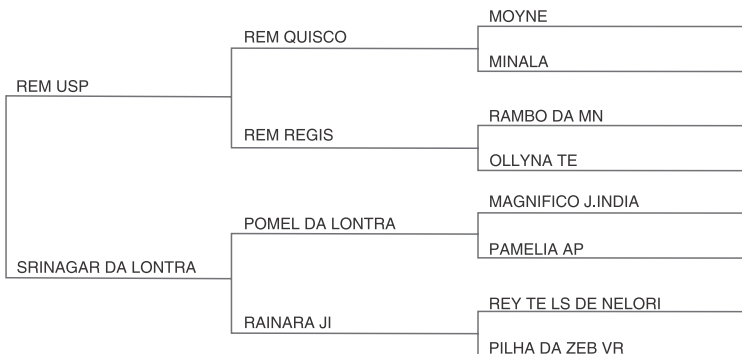 MOYNE
REM QUISCO
MINALA
REM USP
RAMBO DA MN
REM REGIS
OLLYNA TE
MAGNIFICO J.INDIA
POMEL DA LONTRA
PAMELIA AP
SRINAGAR DA LONTRA
REY TE LS DE NELORI
RAINARA JI
PILHA DA ZEB VR